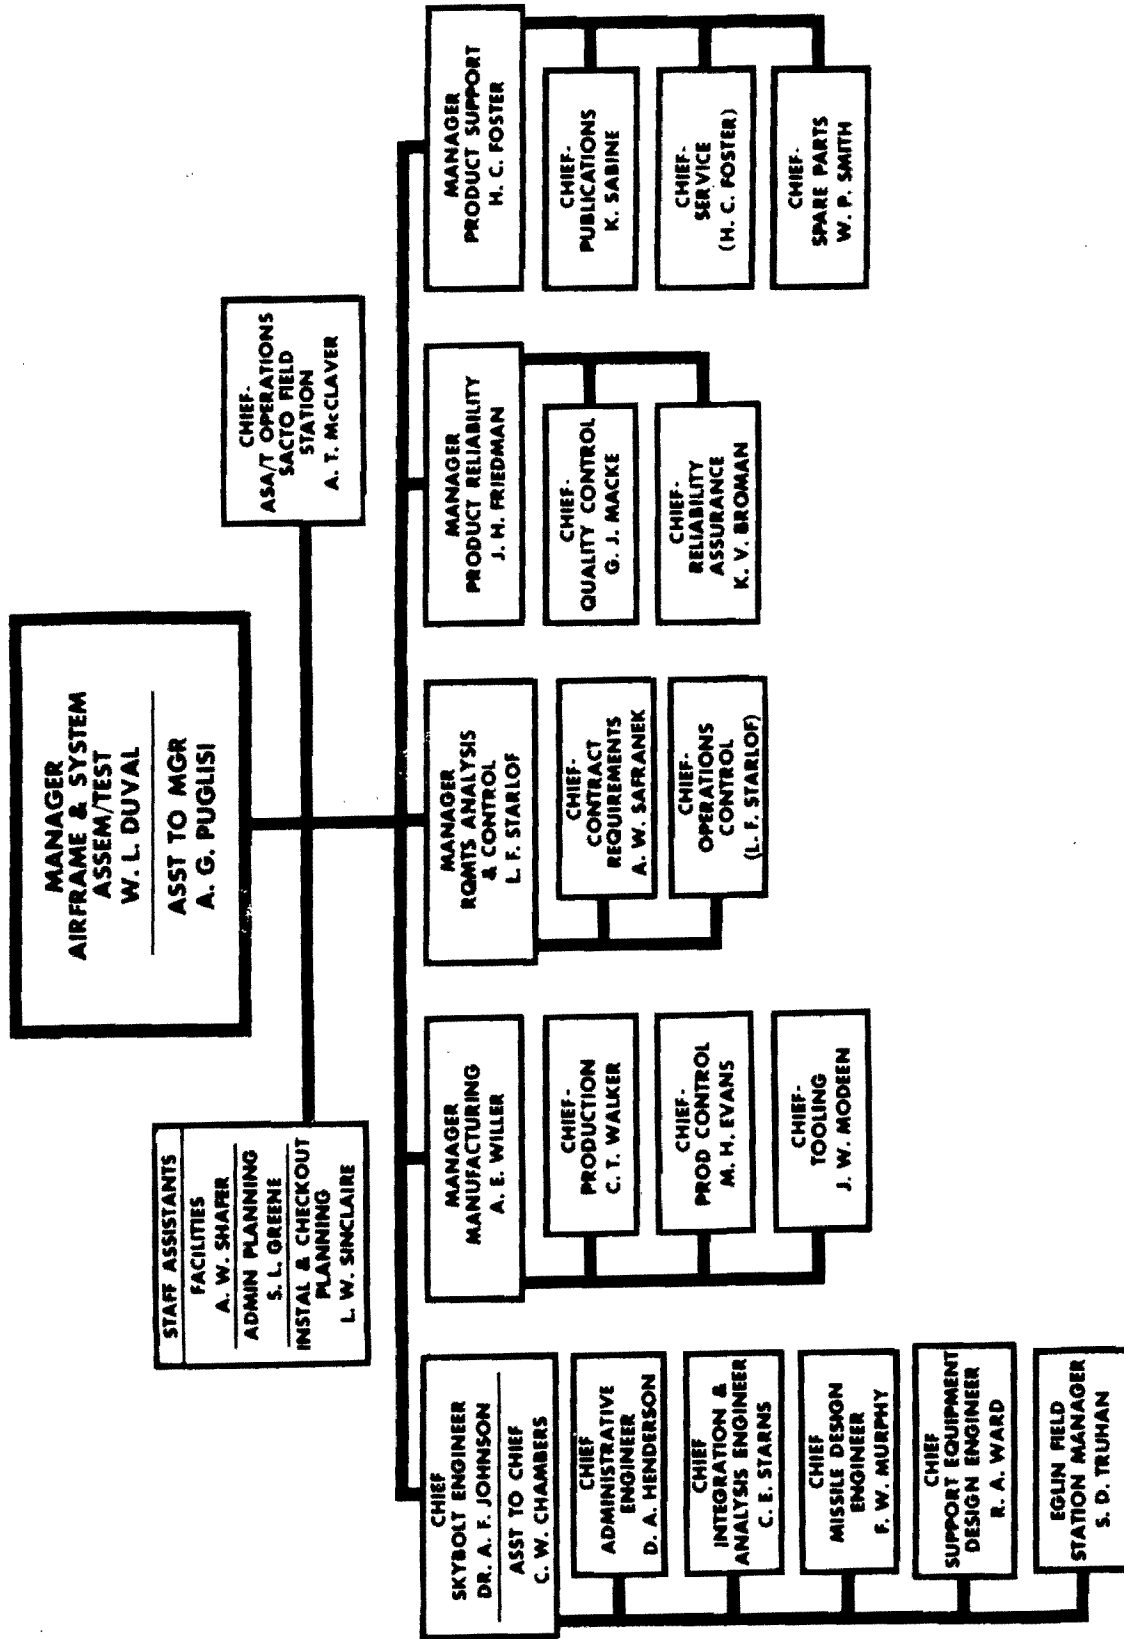 MANAGER
AIRFRAME & SYSTEM
ASSEM/TEST
W. L. DUVAL
ASST TO MGR
A. G. PUGLISI
STAFF ASSISTANTS
FACILITIES
A. W. SHAFER
ADMIN PLANNING
S. L. GREENE
INSTAL & CHECKOUT
PLANNING
L. W. SINCLAIRE
CHIEF-
ASA/T OPERATIONS
SACTO FIELD
STATION
A. T. McCLAVER
CHIEF
SKYBOLT ENGINEER
DR. A. F. JOHNSON
ASST TO CHIEF
C. W. CHAMBERS
CHIEF
ADMINISTRATIVE
ENGINEER
D. A. HENDERSON
CHIEF
INTEGRATION &
ANALYSIS ENGINEER
C. E. STARNS
CHIEF
MISSILE DESIGN
ENGINEER
F. W. MURPHY
CHIEF
SUPPORT EQUIPMENT
DESIGN ENGINEER
R. A. WARD
EGLIN FIELD
STATION MANAGER
S. D. TRUHAN
MANAGER
MANUFACTURING
A. E. WILLER
CHIEF-
PRODUCTION
C. T. WALKER
CHIEF-
PROD CONTROL
M. H. EVANS
CHIEF-
TOOLING
J. W. MODEEN
MANAGER
RQMTS ANALYSIS
& CONTROL
L. F. STARLOF
CHIEF-
CONTRACT
REQUIREMENTS
A. W. SAFRANEK
CHIEF-
OPERATIONS
CONTROL
(L. F. STARLOF)
MANAGER
PRODUCT RELIABILITY
J. H. FRIEDMAN
CHIEF-
QUALITY CONTROL
G. J. MACKE
CHIEF-
RELIABILITY
ASSURANCE
K. V. BROMAN
MANAGER
PRODUCT SUPPORT
H. C. FOSTER
CHIEF-
PUBLICATIONS
K. SABINE
CHIEF-
SERVICE
(H. C. FOSTER)
CHIEF-
SPARE PARTS
W. P. SMITH